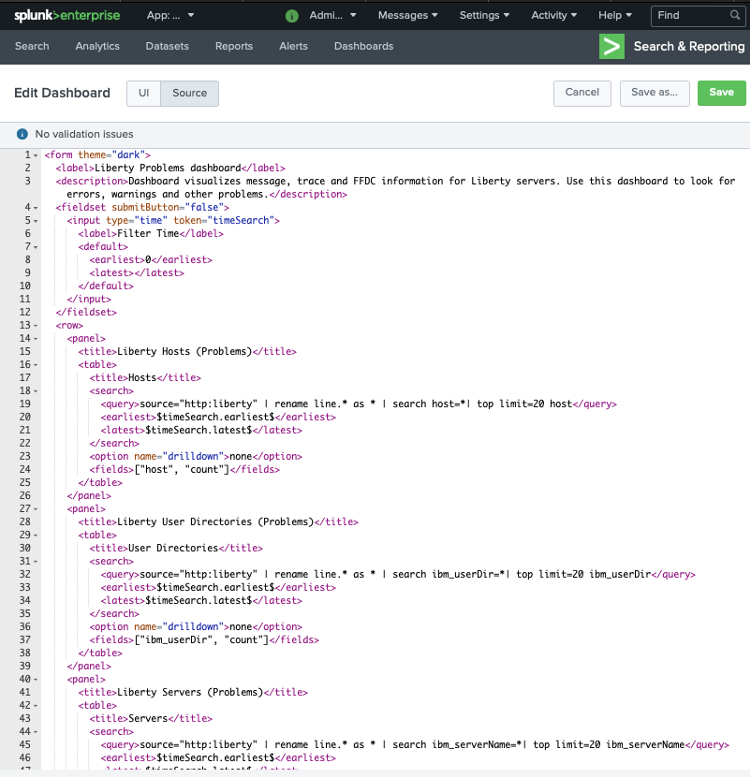 splunk>enterprise App: ... ▾ i Admi... ▾ Messages ▾ Settings ▾ Activity ▾ Help ▾ Find
Search Analytics Datasets Reports Alerts Dashboards > Search & Reporting
Edit Dashboard UI Source Cancel Save as... Save
i No validation issues
1 <form theme="dark">
2 <label>Liberty Problems dashboard</label>
3 <description>Dashboard visualizes message, trace and FFDC information for Liberty servers. Use this dashboard to look for
errors, warnings and other problems.</description>
4 <fieldset submitButton="false">
5 <input type="time" token="timeSearch">
6 <label>Filter Time</label>
7 <default>
8 <earliest>0</earliest>
9 <latest></latest>
10 </default>
11 </input>
12 </fieldset>
13 <row>
14 <panel>
15 <title>Liberty Hosts (Problems)</title>
16 <table>
17 <title>Hosts</title>
18 <search>
19 <query>source="http:liberty" | rename line.* as * | search host=*| top limit=20 host</query>
20 <earliest>$timeSearch.earliest$</earliest>
21 <latest>$timeSearch.latest$</latest>
22 </search>
23 <option name="drilldown">none</option>
24 <fields>["host", "count"]</fields>
25 </table>
26 </panel>
27 <panel>
28 <title>Liberty User Directories (Problems)</title>
29 <table>
30 <title>User Directories</title>
31 <search>
32 <query>source="http:liberty" | rename line.* as * | search ibm_userDir=*| top limit=20 ibm_userDir</query>
33 <earliest>$timeSearch.earliest$</earliest>
34 <latest>$timeSearch.latest$</latest>
35 </search>
36 <option name="drilldown">none</option>
37 <fields>["ibm_userDir", "count"]</fields>
38 </table>
39 </panel>
40 <panel>
41 <title>Liberty Servers (Problems)</title>
42 <table>
43 <title>Servers</title>
44 <search>
45 <query>source="http:liberty" | rename line.* as * | search ibm_serverName=*| top limit=20 ibm_serverName</query>
46 <earliest>$timeSearch.earliest$</earliest>